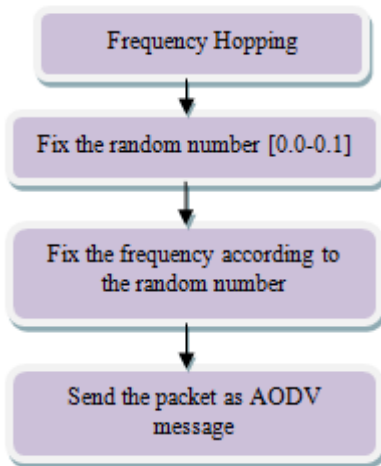 Frequency Hopping
Fix the random number [0.0-0.1]
Fix the frequency according to
the random number
Send the packet as AODV
message